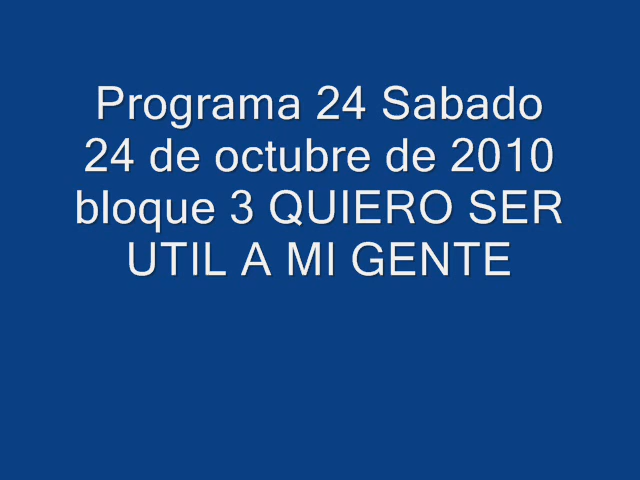 Programa 24 Sabado
24 de octubre de 2010
bloque 3 QUIERO SER
UTIL A MI GENTE